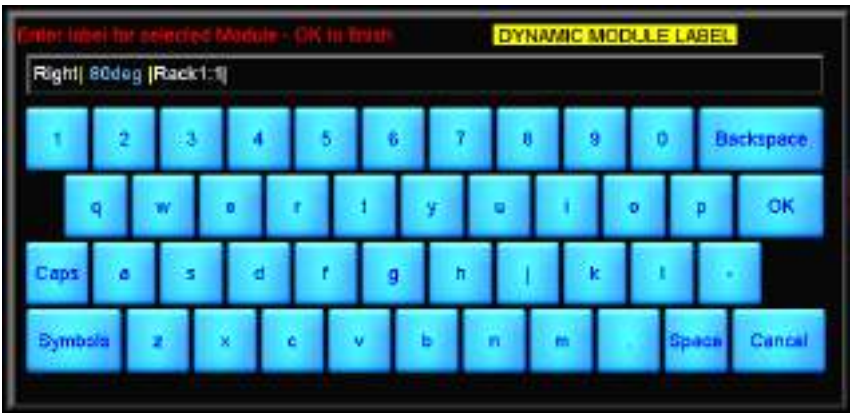 Enter label for selected Module - OK to finish
DYNAMIC MODULE LABEL
Right| 80deg |Rack1:1
1 2 3 4 5 6 7 8 9 0 Backspace
q w e r t y u i o p OK
Caps a s d f g h j k l -
Symbols z x c v b n m . Space Cancel